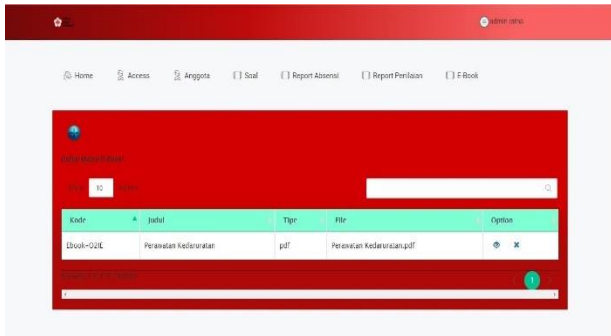 admin
Home Access Anggota Soal Report Absensi Report Penilaian E-Book
10
Kode Judul Tipe File Option
Ebook-O2IE Perawatan Kedaruratan pdf Perawatan Kedaruratan.pdf
1